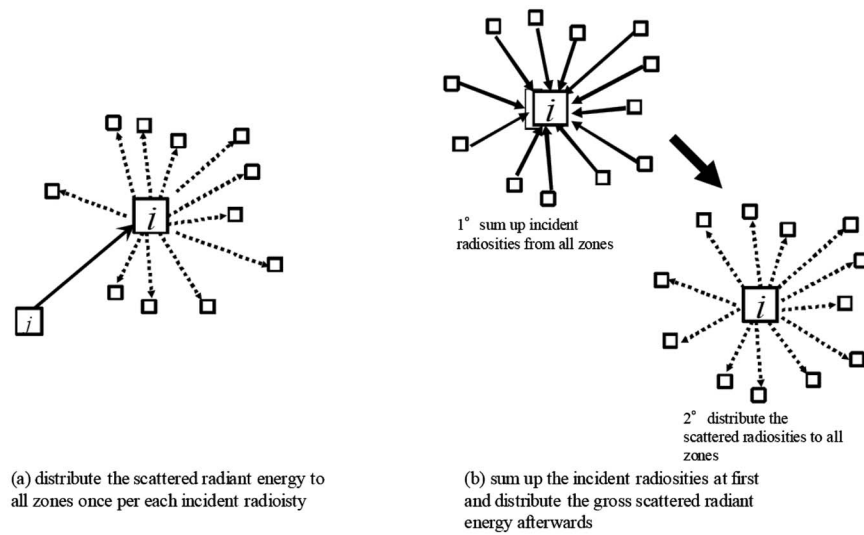 i
j
(a) distribute the scattered radiant energy to
all zones once per each incident radioisty
i
1° sum up incident
radiosities from all zones
i
2° distribute the
scattered radiosities to all
zones
(b) sum up the incident radiosities at first
and distribute the gross scattered radiant
energy afterwards